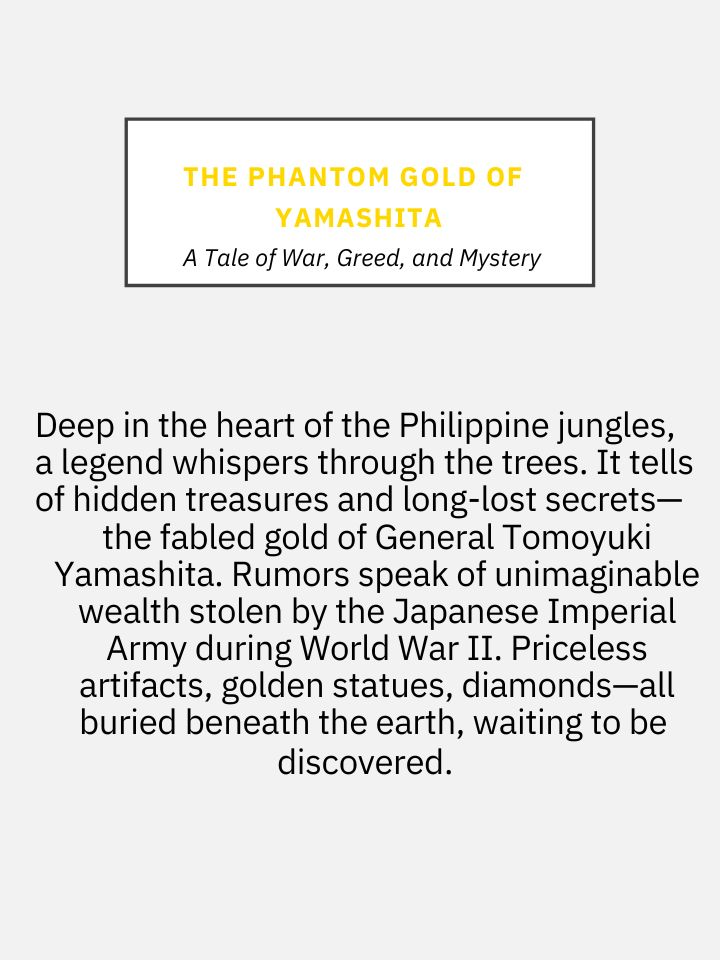 THE PHANTOM GOLD OF
YAMASHITA
A Tale of War, Greed, and Mystery
Deep in the heart of the Philippine jungles,
a legend whispers through the trees. It tells
of hidden treasures and long-lost secrets—
the fabled gold of General Tomoyuki
Yamashita. Rumors speak of unimaginable
wealth stolen by the Japanese Imperial
Army during World War II. Priceless
artifacts, golden statues, diamonds—all
buried beneath the earth, waiting to be
discovered.